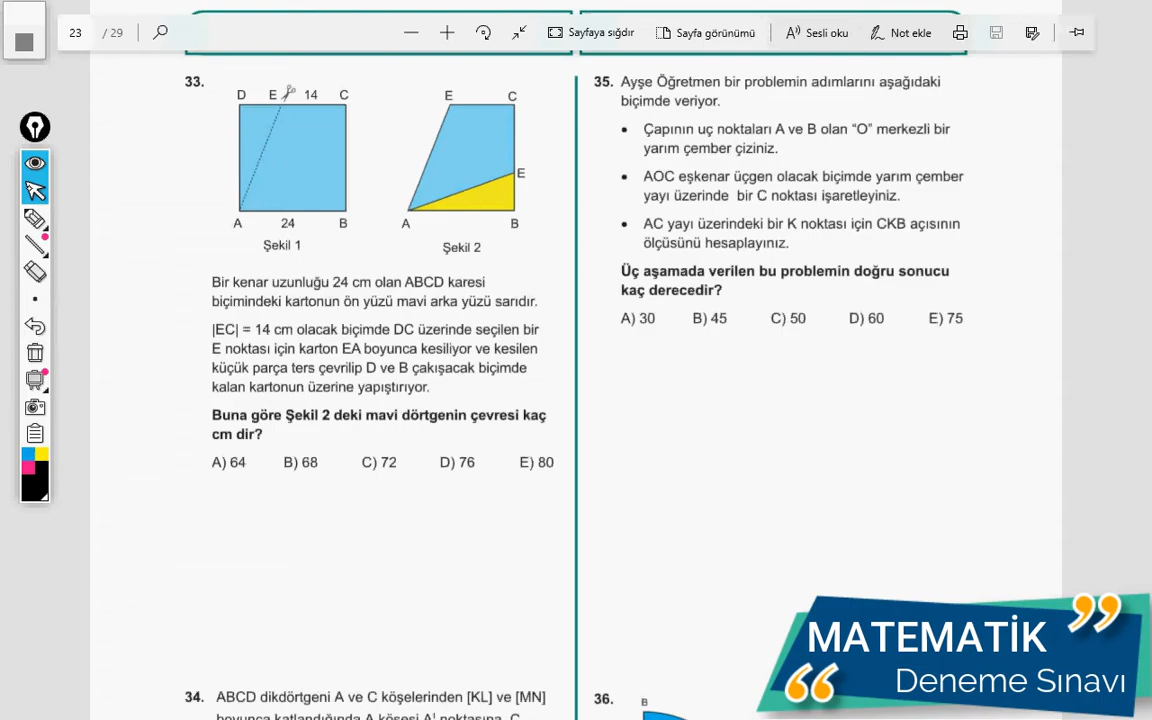 23 / 29
Sayfaya sığdır
Sayfa görünümü
Sesli oku
Not ekle
33.
D E 14 C
A 24 B
Şekil 1
E C
E
A B
Şekil 2
Bir kenar uzunluğu 24 cm olan ABCD karesi
biçimindeki kartonun ön yüzü mavi arka yüzü sarıdır.
|EC| = 14 cm olacak biçimde DC üzerinde seçilen bir
E noktası için karton EA boyunca kesiliyor ve kesilen
küçük parça ters çevrilip D ve B çakışacak biçimde
kalan kartonun üzerine yapıştırıyor.
Buna göre Şekil 2 deki mavi dörtgenin çevresi kaç
cm dir?
A) 64 B) 68 C) 72 D) 76 E) 80
34. ABCD dikdörtgeni A ve C köşelerinden [KL] ve [MN]
boyunca katlandığında A köşesi A' noktasına, C
35. Ayşe Öğretmen bir problemin adımlarını aşağıdaki
biçimde veriyor.
• Çapının uç noktaları A ve B olan “O” merkezli bir
yarım çember çiziniz.
• AOC eşkenar üçgen olacak biçimde yarım çember
yayı üzerinde bir C noktası işaretleyiniz.
• AC yayı üzerindeki bir K noktası için CKB açısının
ölçüsünü hesaplayınız.
Üç aşamada verilen bu problemin doğru sonucu
kaç derecedir?
A) 30 B) 45 C) 50 D) 60 E) 75
36.
B
MATEMATİK
Deneme Sınavı